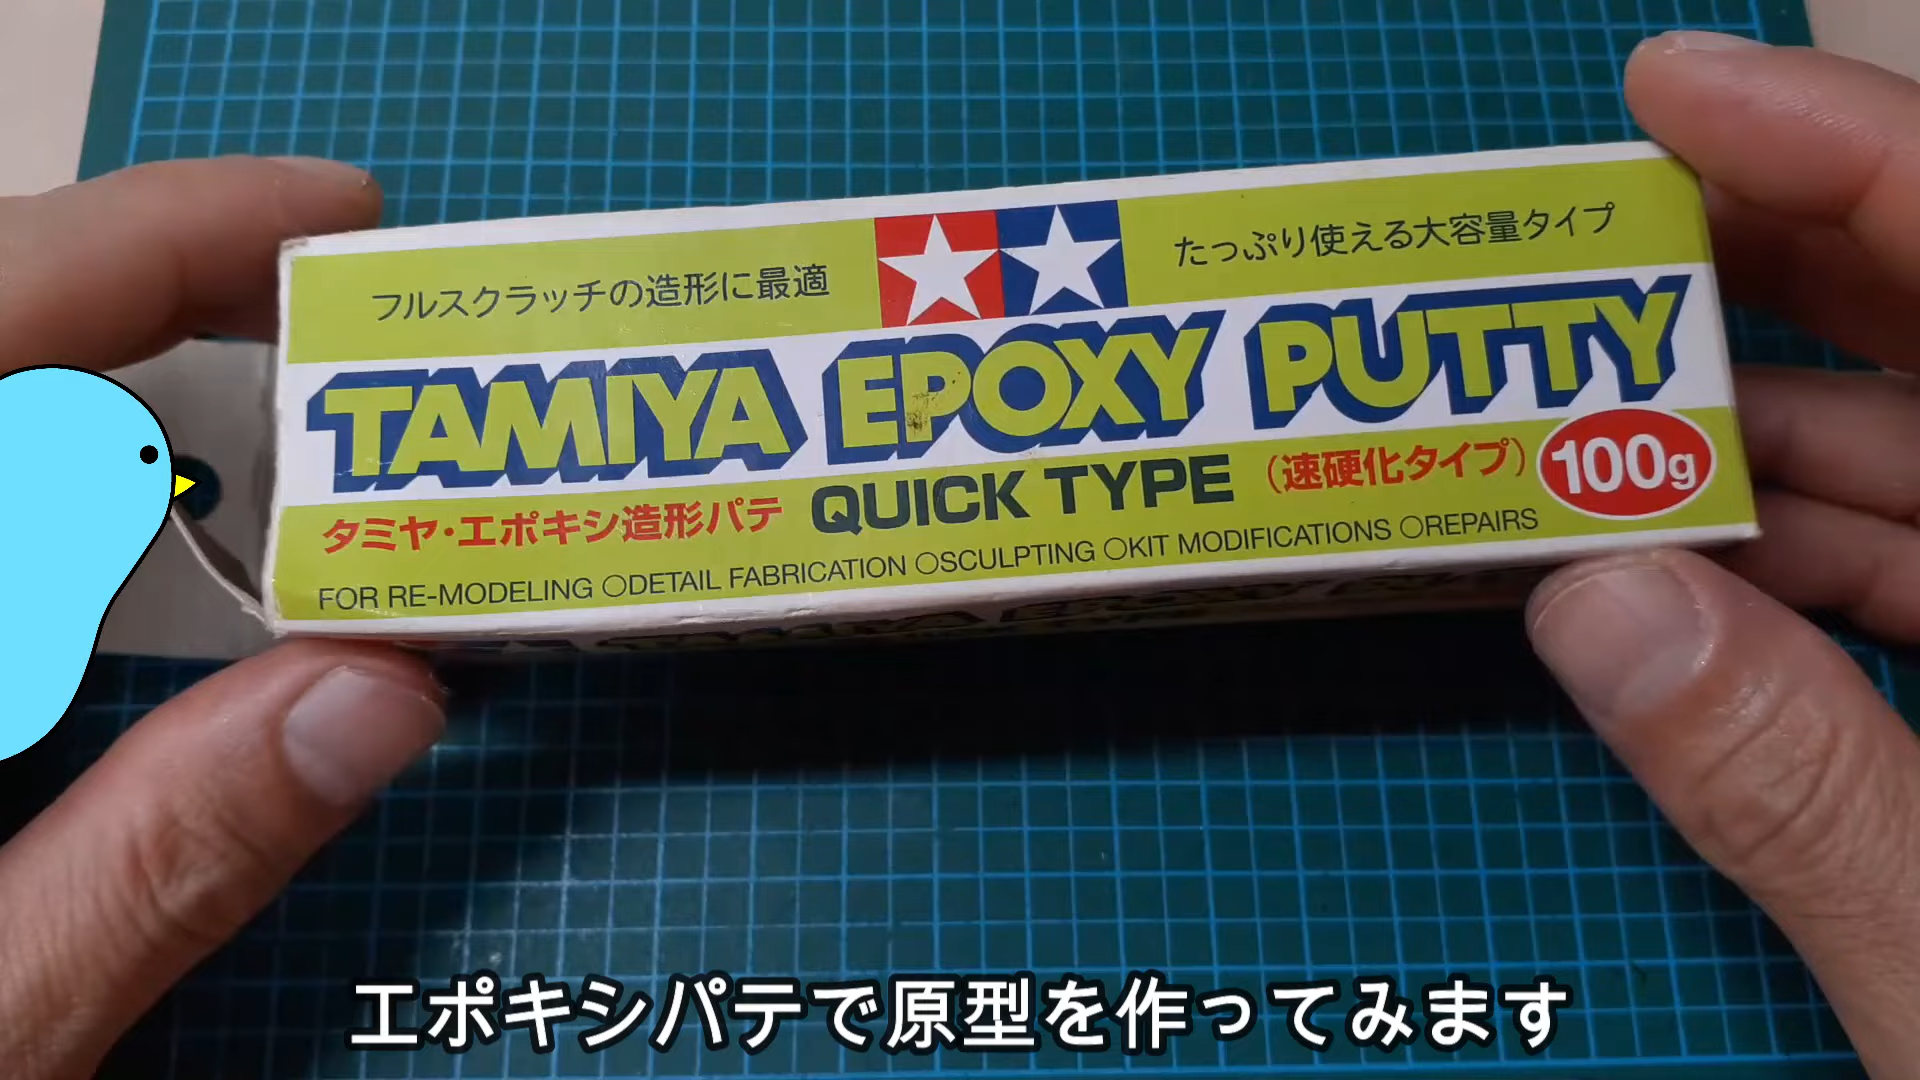 フルスクラッチの造形に最適
たっぷり使える大容量タイプ
TAMIYA EPOXY PUTTY
タミヤ・エポキシ造形パテ QUICK TYPE (速硬化タイプ) 100g
FOR RE-MODELING ○DETAIL FABRICATION ○SCULPTING ○KIT MODIFICATIONS ○REPAIRS
エポキシパテで原型を作ってみます